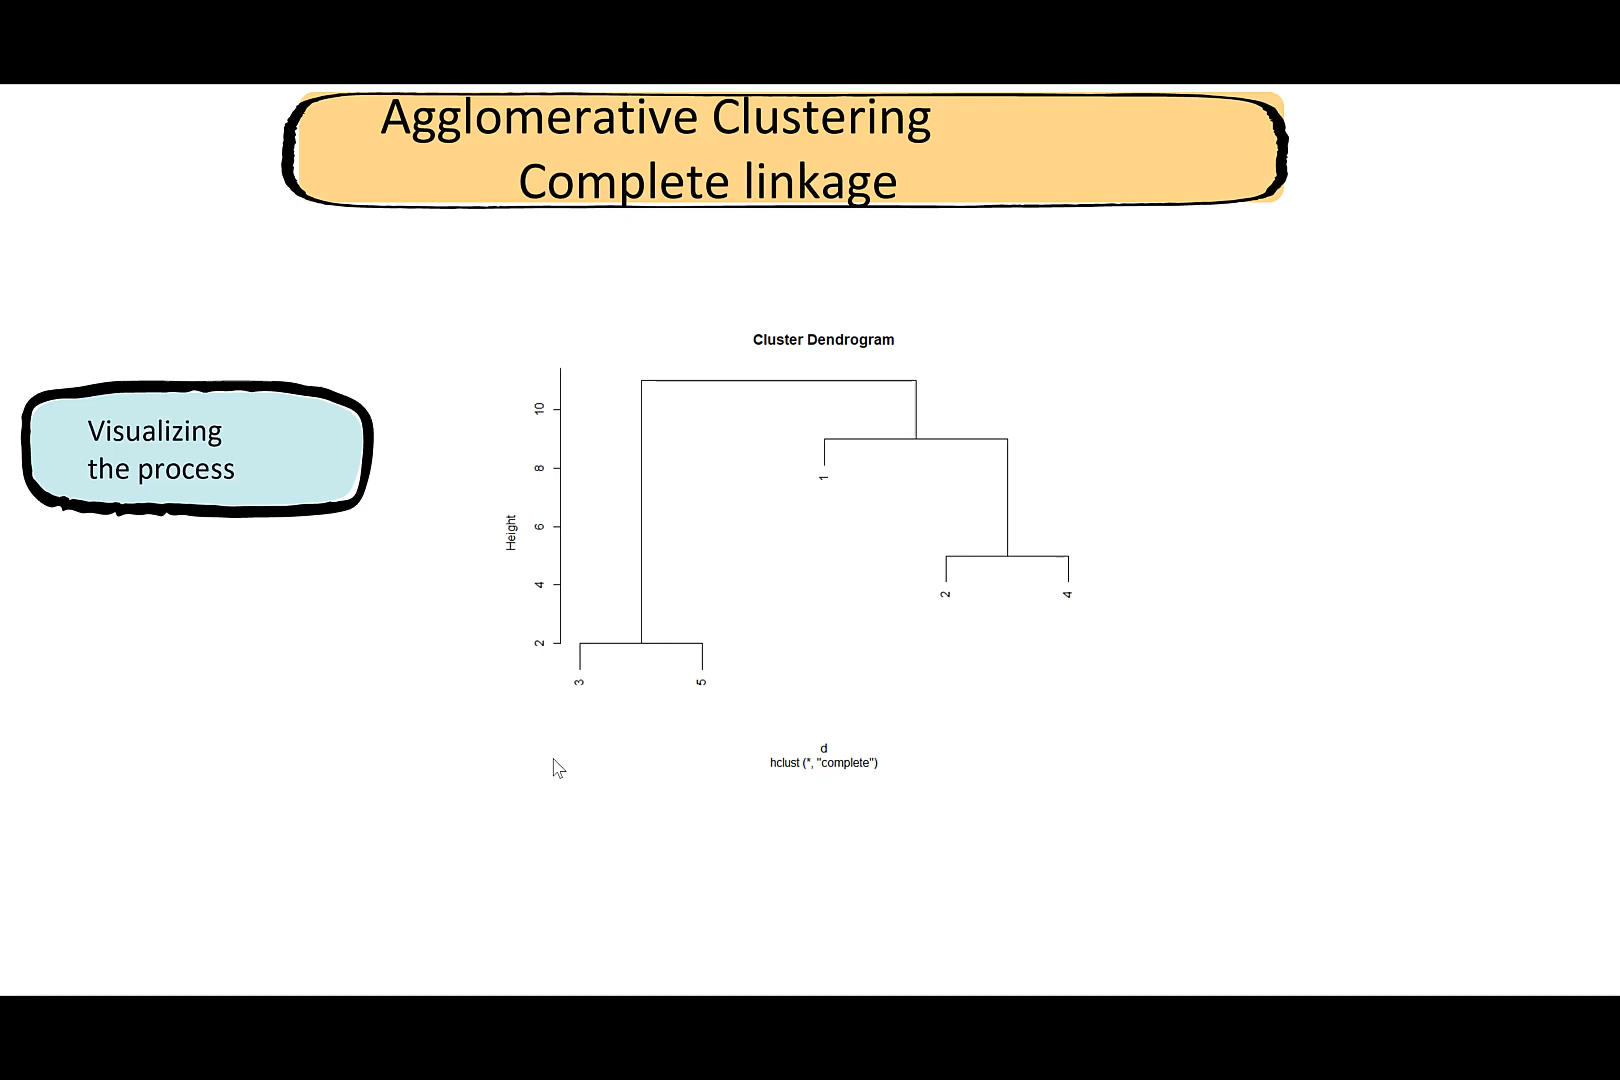 Agglomerative Clustering
Complete linkage
Cluster Dendrogram
Visualizing
the process
Height
10
8
6
4
2
1
2
4
3
5
d
hclust (*, "complete")